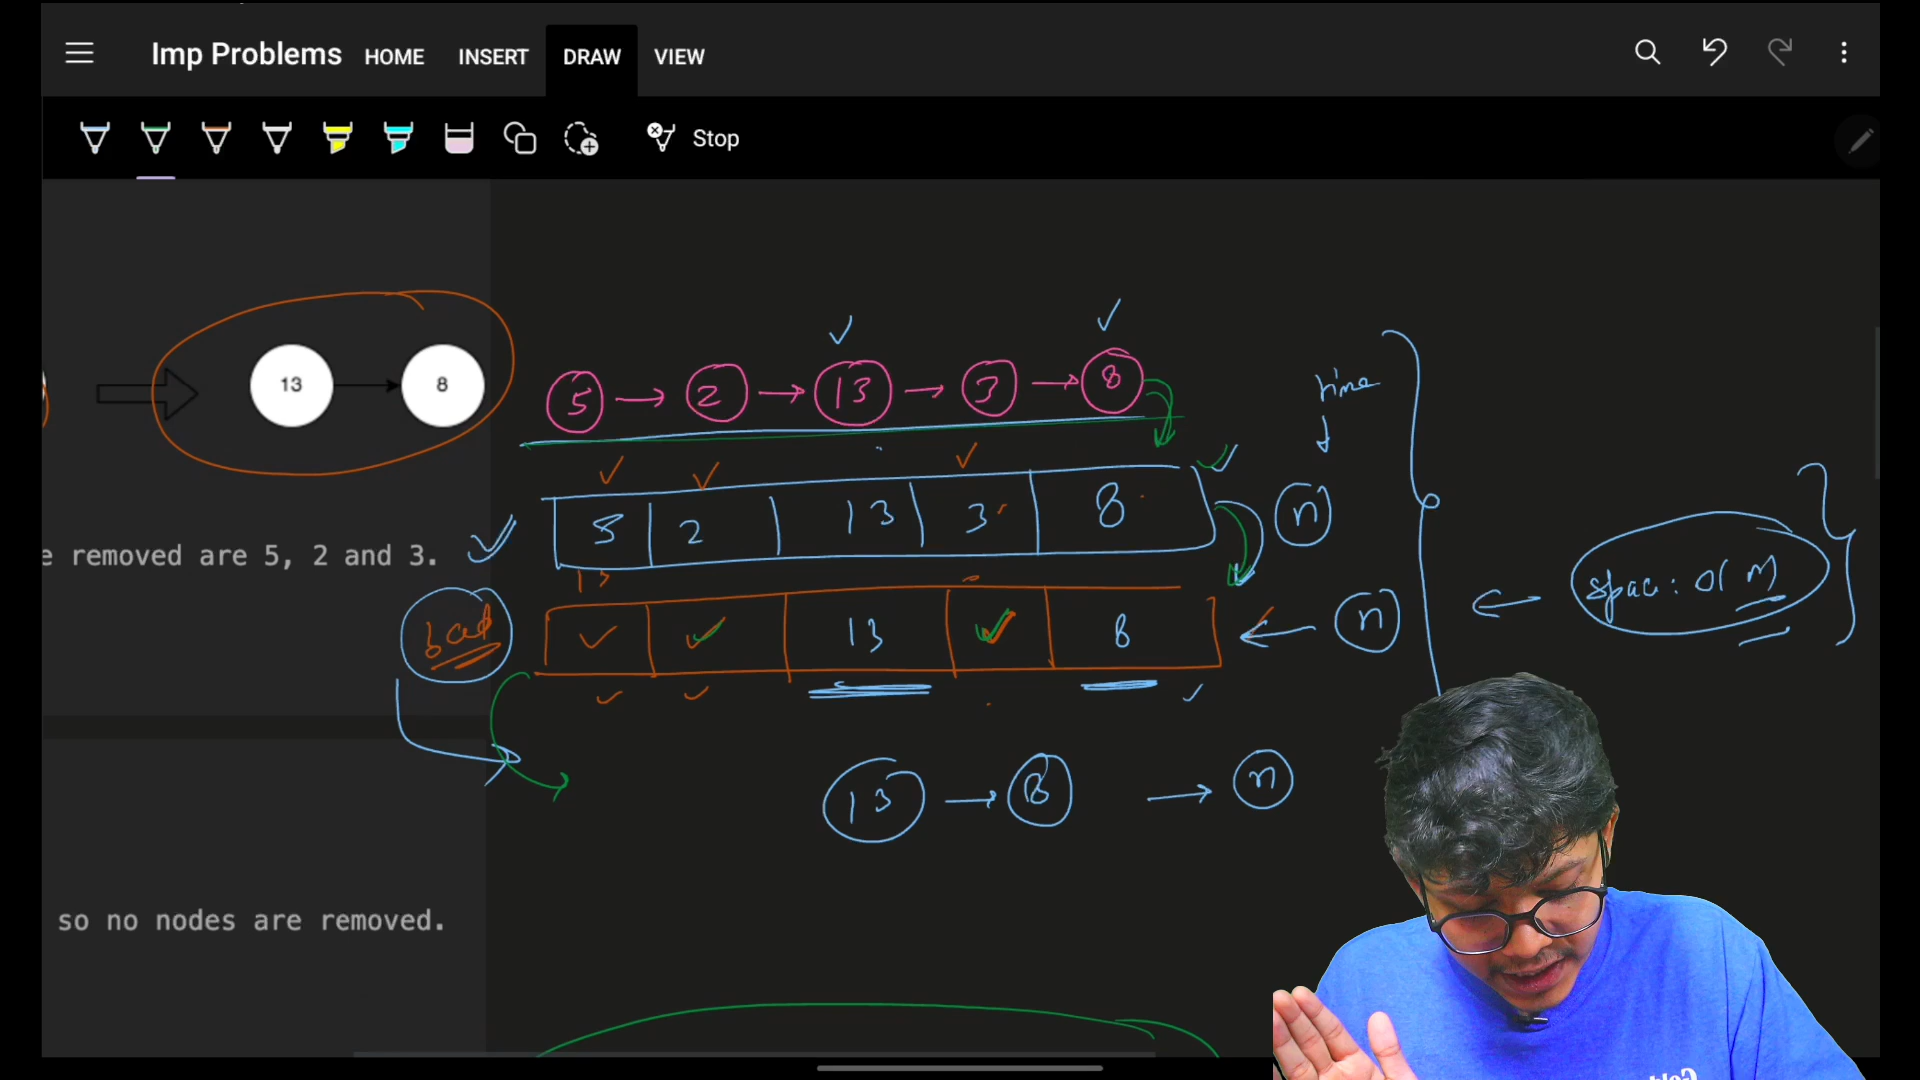 Imp Problems HOME INSERT DRAW VIEW
Stop
13 8
5 2 13 3 8
time
5 2 13 3 8 n
e removed are 5, 2 and 3.
13
bad 13 8 n
space: O(n)
13 8 n
so no nodes are removed.